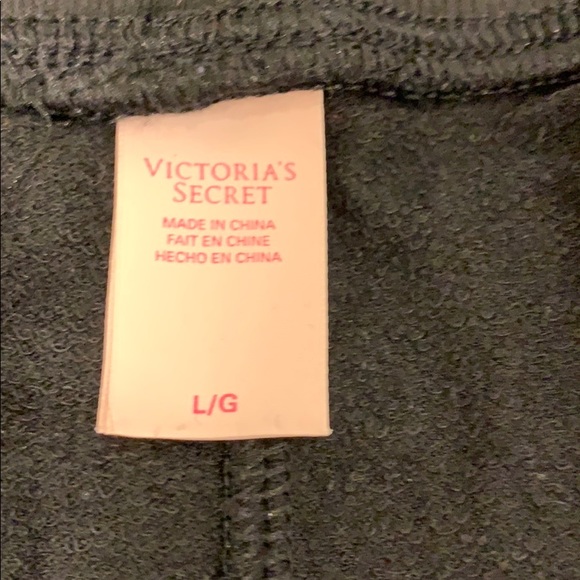 VICTORIA'S
SECRET
MADE IN CHINA
FAIT EN CHINE
HECHO EN CHINA
L/G